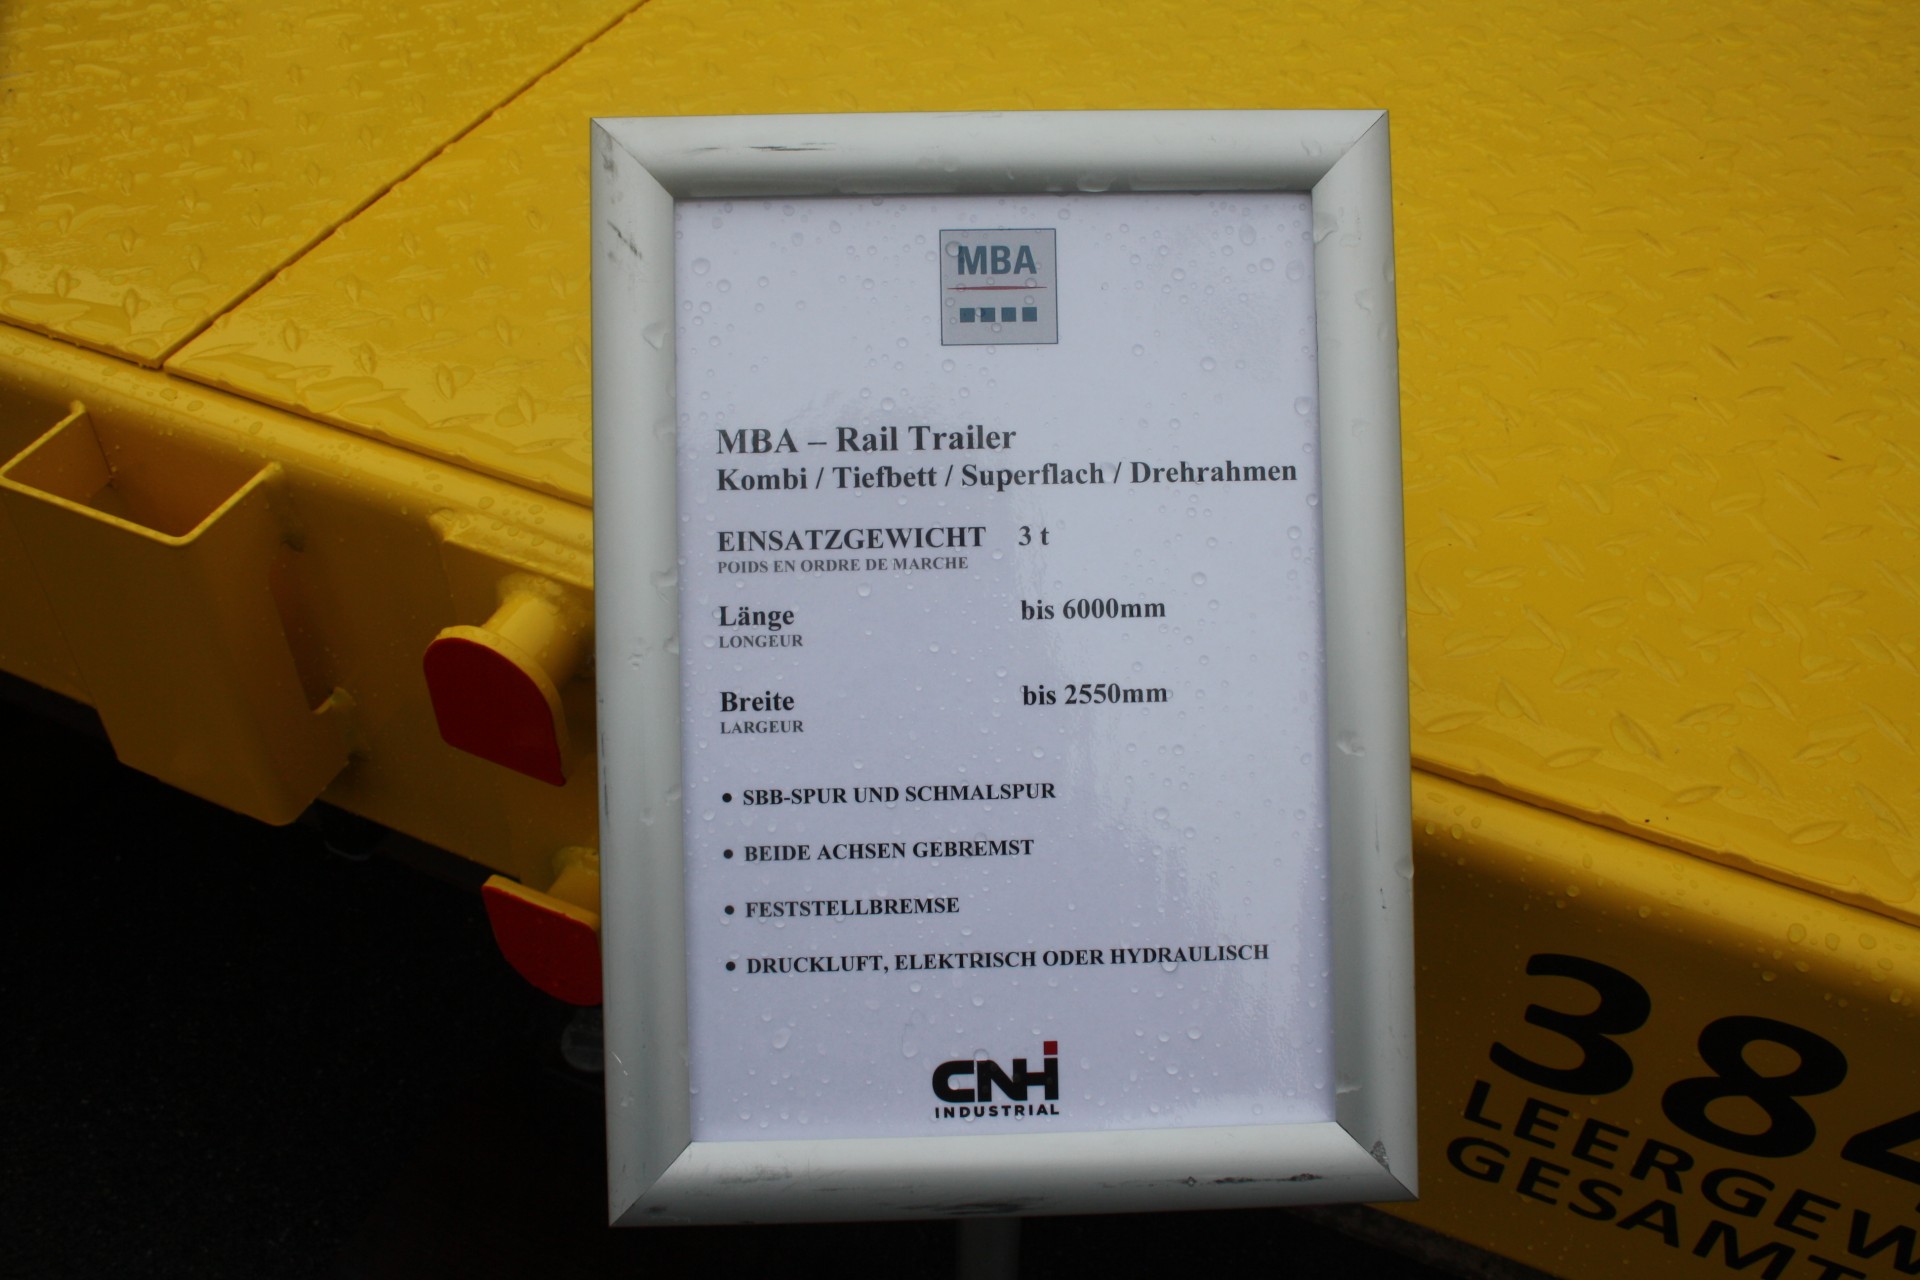 MBA
MBA – Rail Trailer
Kombi / Tiefbett / Superflach / Drehrahmen
EINSATZGEWICHT 3 t
POIDS EN ORDRE DE MARCHE
Länge bis 6000mm
LONGEUR
Breite bis 2550mm
LARGEUR
• SBB-SPUR UND SCHMALSPUR
• BEIDE ACHSEN GEBREMST
• FESTSTELLBREMSE
• DRUCKLUFT, ELEKTRISCH ODER HYDRAULISCH
CNH
INDUSTRIAL
384
LEERGEW
GESAMT